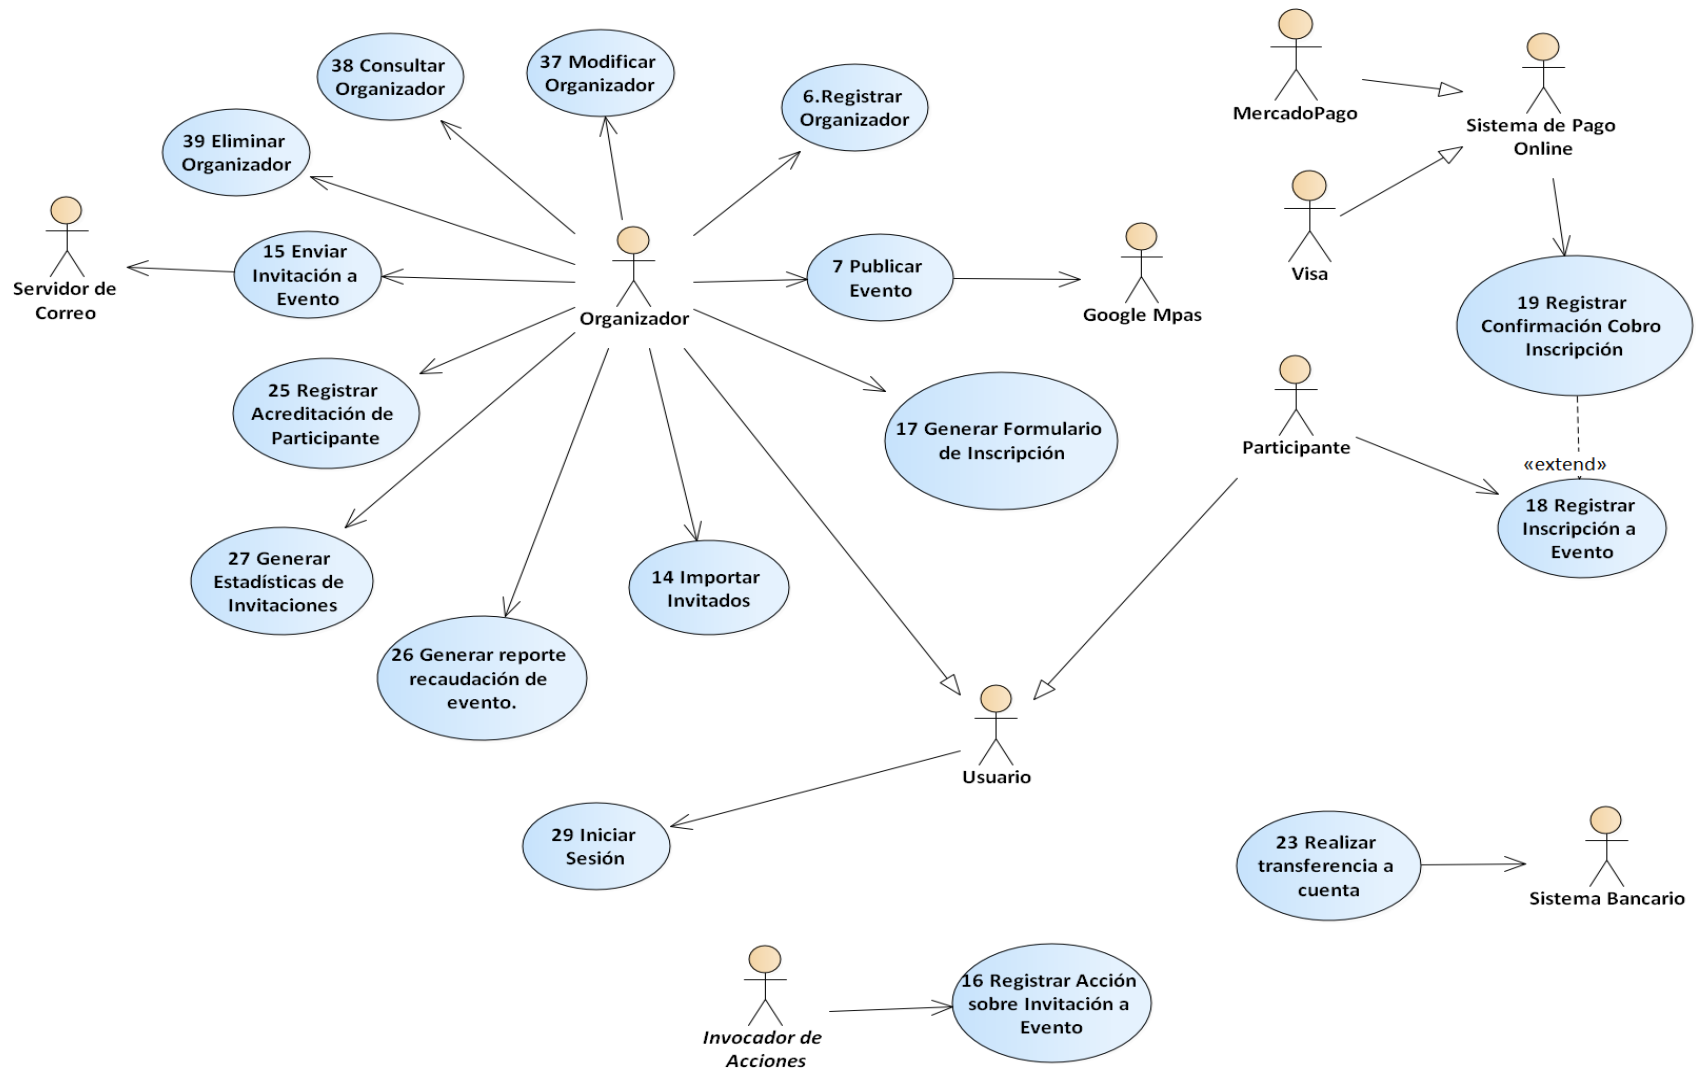 38 Consultar
Organizador
37 Modificar
Organizador
6.Registrar
Organizador
MercadoPago
Sistema de Pago
Online
39 Eliminar
Organizador
Servidor de
Correo
15 Enviar
Invitación a
Evento
Organizador
7 Publicar
Evento
Google Mpas
Visa
19 Registrar
Confirmación Cobro
Inscripción
25 Registrar
Acreditación de
Participante
17 Generar Formulario
de Inscripción
Participante
«extend»
18 Registrar
Inscripción a
Evento
27 Generar
Estadísticas de
Invitaciones
14 Importar
Invitados
26 Generar reporte
recaudación de
evento.
Usuario
29 Iniciar
Sesión
23 Realizar
transferencia a
cuenta
Sistema Bancario
Invocador de
Acciones
16 Registrar Acción
sobre Invitación a
Evento